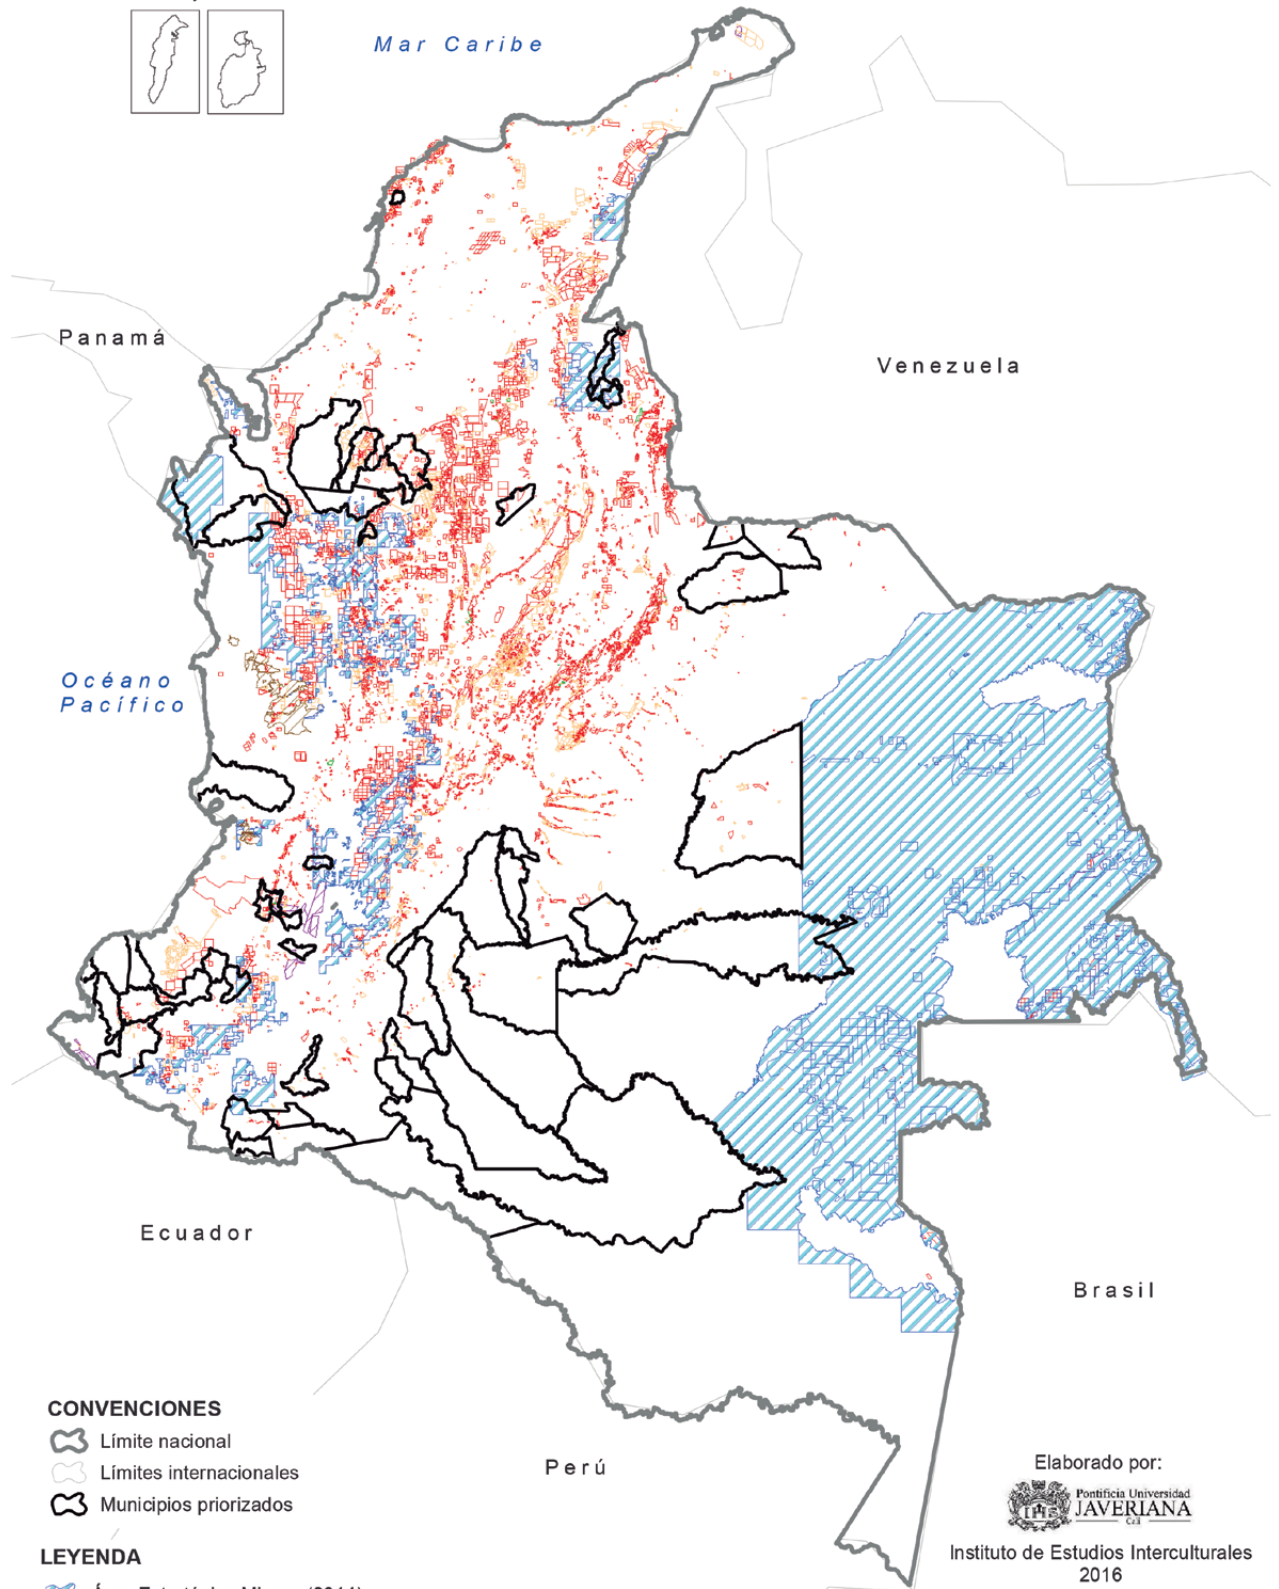 Mar Caribe
Panamá
Venezuela
Océano
Pacífico
Ecuador
Brasil
Perú
CONVENCIONES
Límite nacional
Límites internacionales
Municipios priorizados
LEYENDA
Elaborado por:
Pontificia Universidad
JAVERIANA
Cali
Instituto de Estudios Interculturales
2016